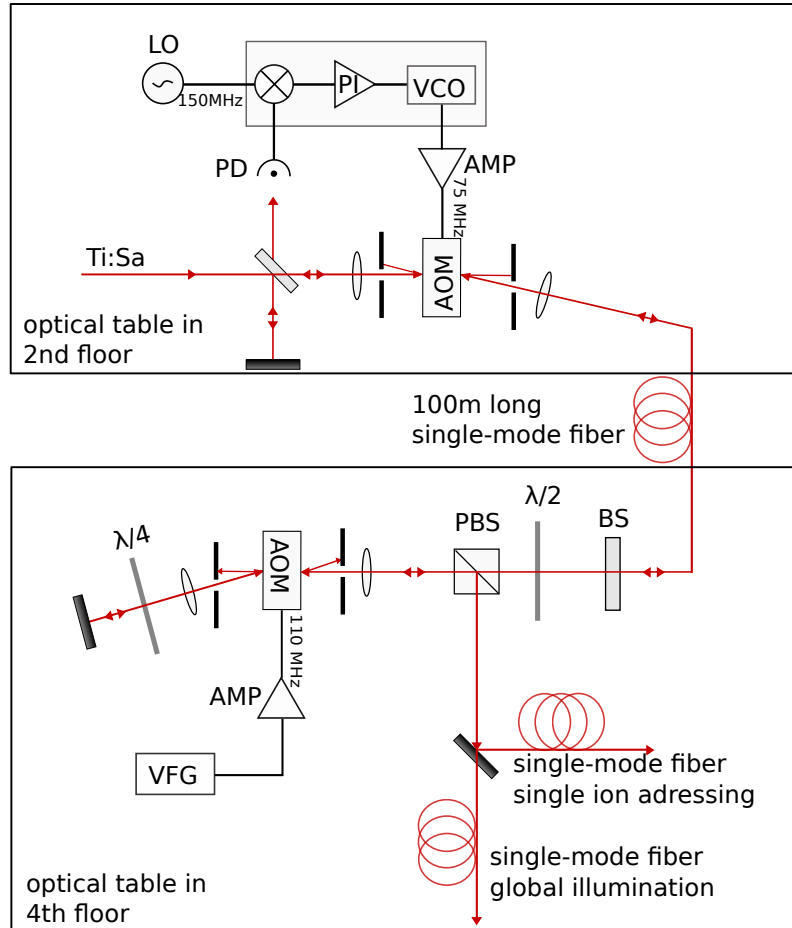 LO
150MHz
PI
VCO
PD
AMP
75 MHz
Ti:Sa
AOM
optical table in
2nd floor
100m long
single-mode fiber
λ/2
PBS
BS
λ/4
AOM
110 MHz
AMP
VFG
single-mode fiber
single ion adressing
single-mode fiber
global illumination
optical table in
4th floor